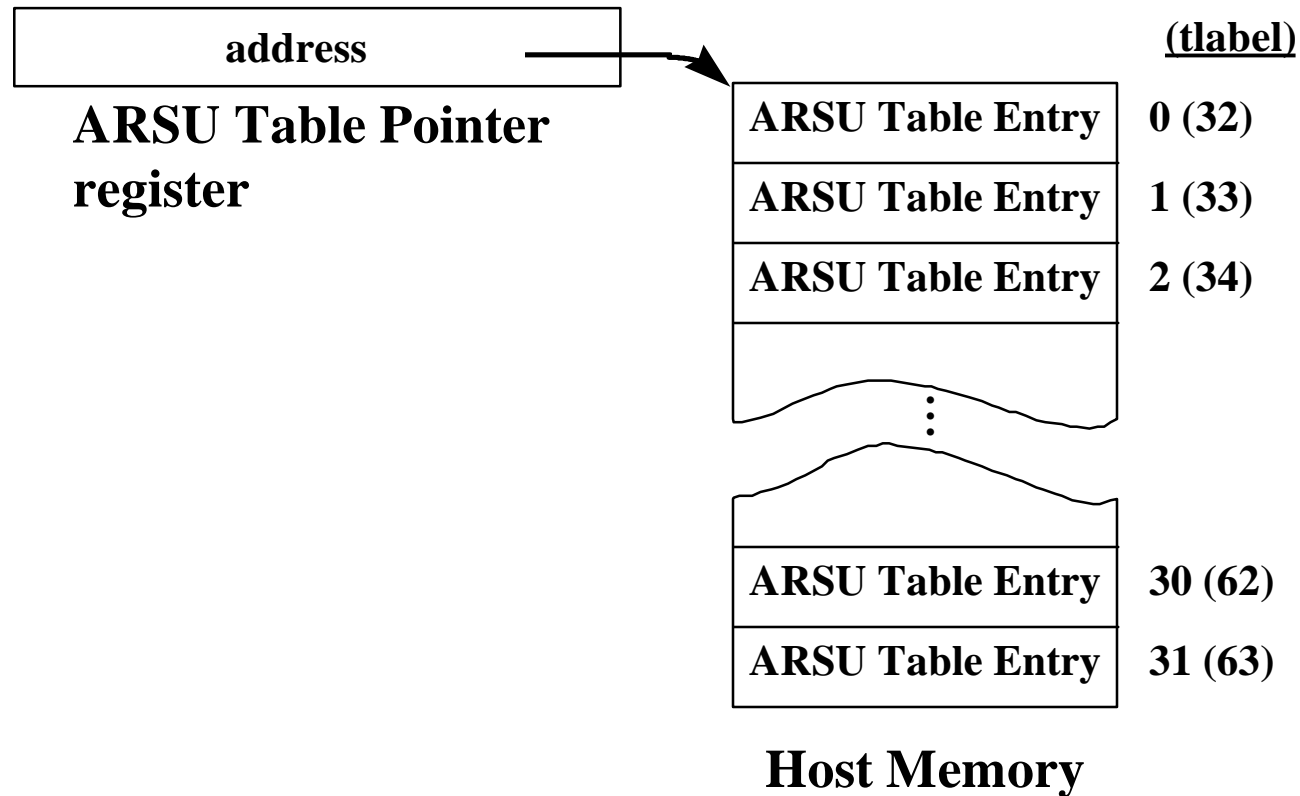 address
(tlabel)
ARSU Table Pointer
register
ARSU Table Entry 0 (32)
ARSU Table Entry 1 (33)
ARSU Table Entry 2 (34)
⋮
ARSU Table Entry 30 (62)
ARSU Table Entry 31 (63)
Host Memory